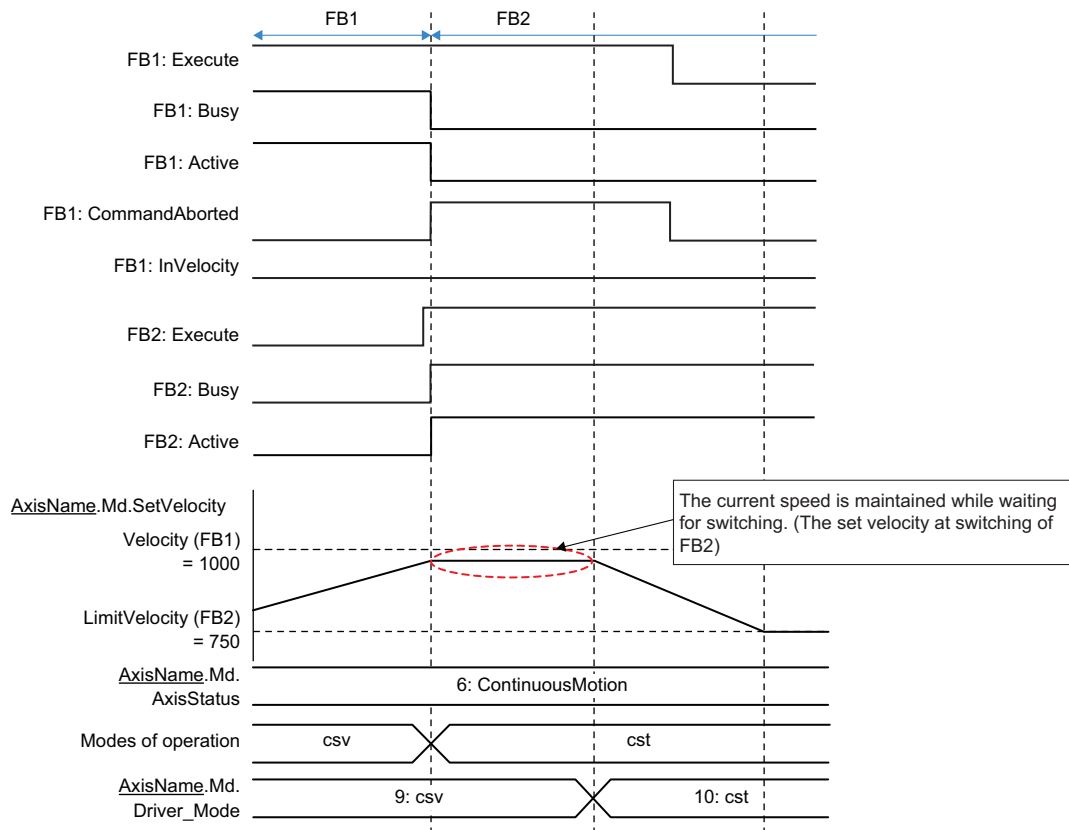 FB1
FB2
FB1: Execute
FB1: Busy
FB1: Active
FB1: CommandAborted
FB1: InVelocity
FB2: Execute
FB2: Busy
FB2: Active
AxisName.Md.SetVelocity
The current speed is maintained while waiting
for switching. (The set velocity at switching of
FB2)
Velocity (FB1)
= 1000
LimitVelocity (FB2)
= 750
AxisName.Md.
AxisStatus
6: ContinuousMotion
Modes of operation
csv
cst
AxisName.Md.
Driver_Mode
9: csv
10: cst